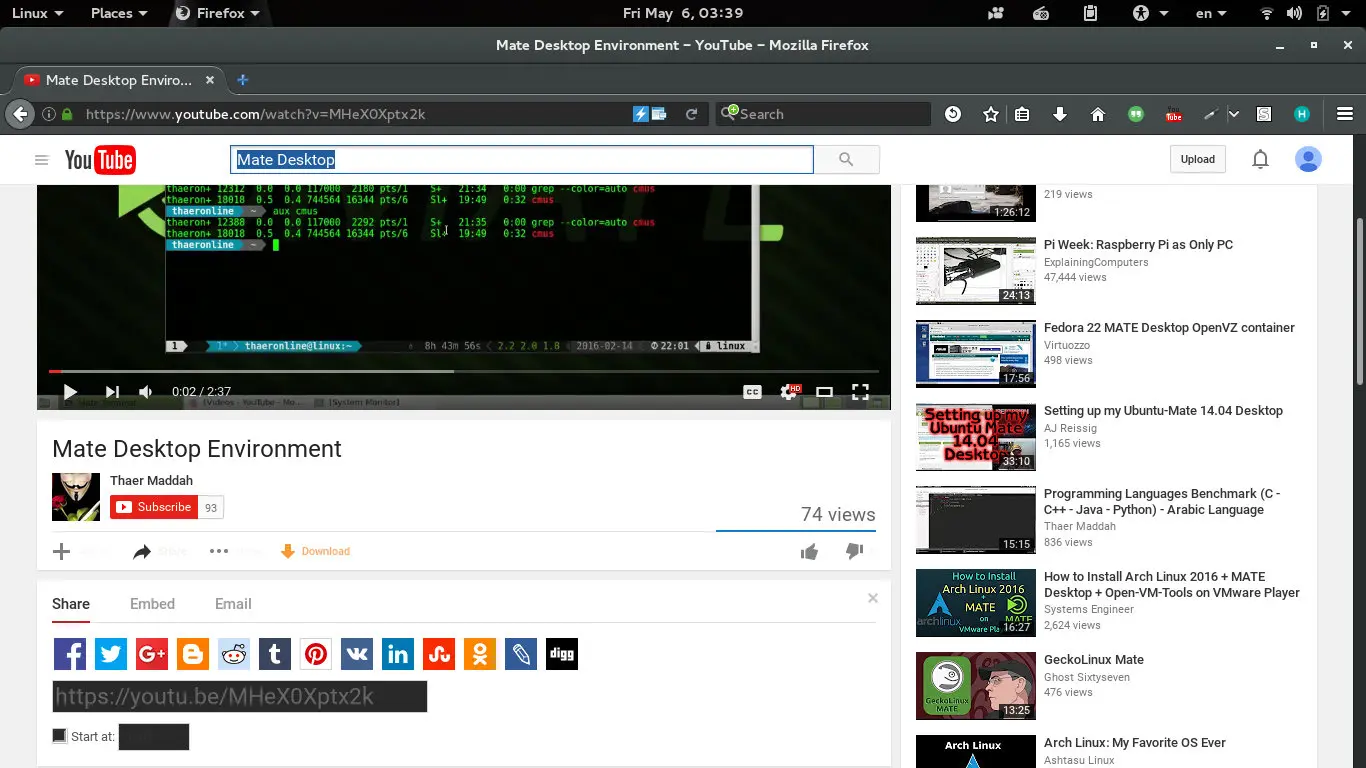 Linux Places Firefox Fri May 6, 03:39 en
Mate Desktop Environment – YouTube – Mozilla Firefox
Mate Desktop Enviro...
https://www.youtube.com/watch?v=MHeX0Xptx2k Search
YouTube Mate Desktop Upload
thaeron+ 12312 0.0 0.0 117000 2180 pts/1 S+ 21:34 0:00 grep --color=auto cmus
thaeron+ 18018 0.5 0.4 744564 16344 pts/6 Sl+ 19:49 0:32 cmus
thaeronline ~ aux cmus
thaeron+ 12388 0.0 0.0 117000 2292 pts/1 S+ 21:35 0:00 grep --color=auto cmus
thaeron+ 18018 0.5 0.4 744564 16344 pts/6 Sl+ 19:49 0:32 cmus
thaeronline ~
1 1* thaeronline@linux:~ 8h 43m 56s 2.2 2.0 1.8 2016-02-14 22:01 linux
0:02 / 2:37 CC HD
[Videos - YouTube - Mo... [System Monitor]
Mate Desktop Environment
Thaer Maddah
Subscribe 93
74 views
Share Download
Share Embed Email
digg
https://youtu.be/MHeX0Xptx2k
Start at:
219 views
1:26:12
Pi Week: Raspberry Pi as Only PC
ExplainingComputers
47,444 views
24:13
Fedora 22 MATE Desktop OpenVZ container
Virtuozzo
498 views
17:56
Setting up my Ubuntu-Mate 14.04 Desktop
AJ Reissig
1,165 views
Setting up my
Ubuntu Mate
14.04
Desktop
33:10
Programming Languages Benchmark (C -
C++ - Java - Python) - Arabic Language
Thaer Maddah
836 views
15:15
How to Install Arch Linux 2016 + MATE
Desktop + Open-VM-Tools on VMware Player
Systems Engineer
2,624 views
How to Install
Arch Linux 2016
+
MATE
on
VMware Pla
archlinux
MATE
16:27
GeckoLinux Mate
Ghost Sixtyseven
476 views
GeckoLinux
MATE
13:25
Arch Linux: My Favorite OS Ever
Ashtasu Linux
Arch Linux